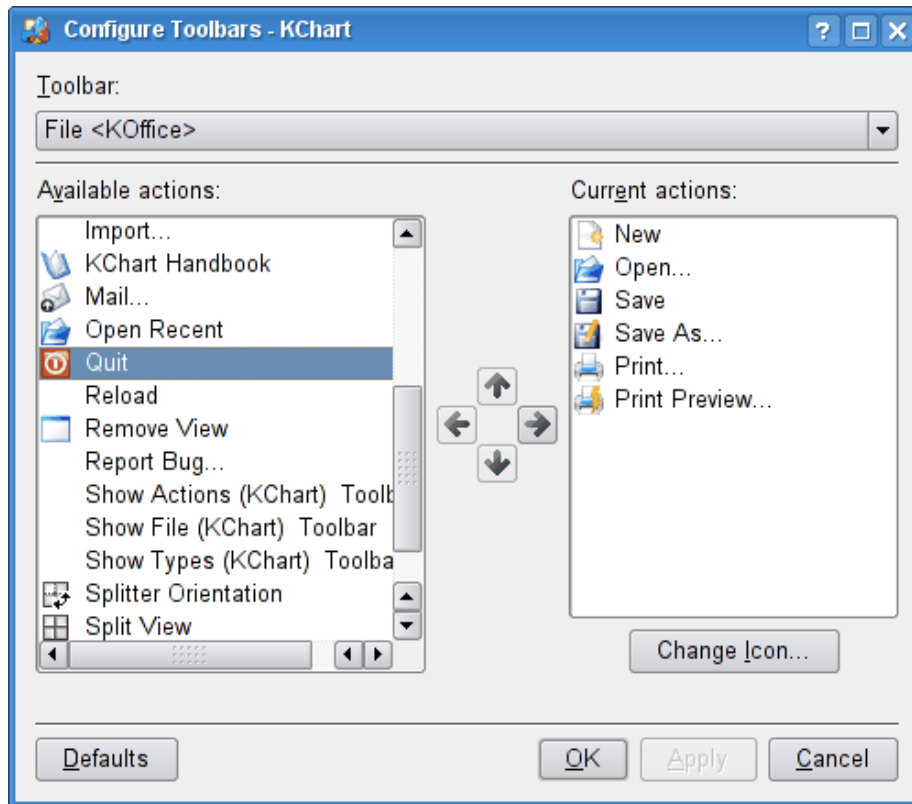 Configure Toolbars - KChart
Toolbar:
File <KOffice>
Available actions:
Import...
KChart Handbook
Mail...
Open Recent
Quit
Reload
Remove View
Report Bug...
Show Actions (KChart) Toolb
Show File (KChart) Toolbar
Show Types (KChart) Toolba
Splitter Orientation
Split View
Current actions:
New
Open...
Save
Save As...
Print...
Print Preview...
Change Icon...
Defaults
OK
Apply
Cancel